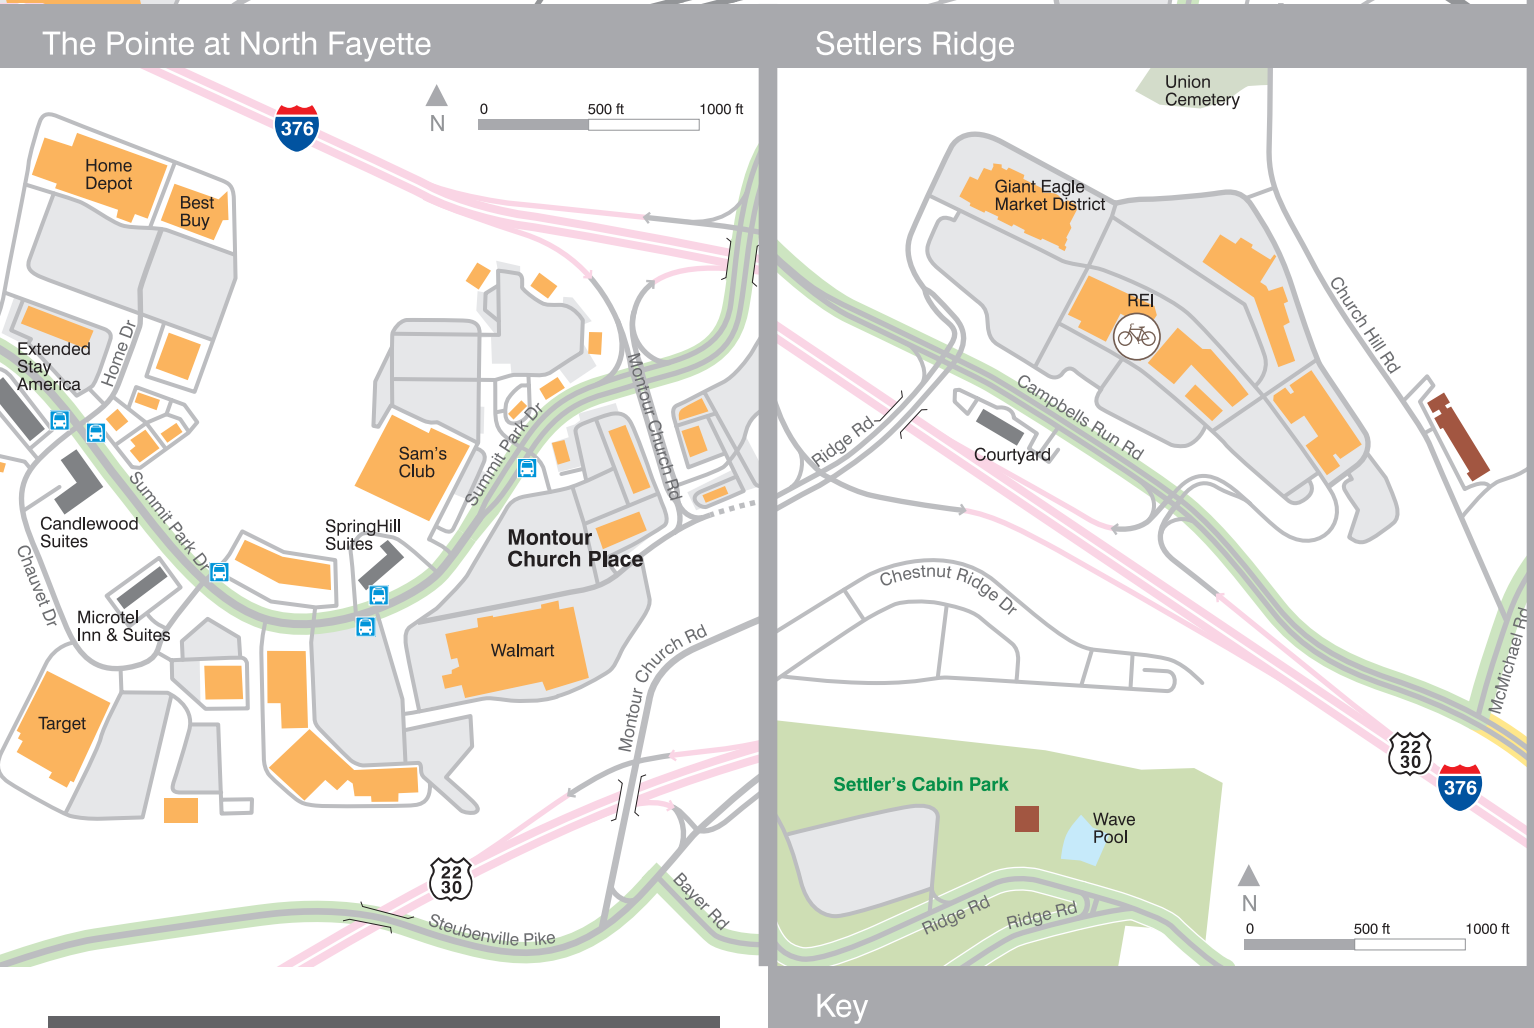 The Pointe at North Fayette
376
N
0 500 ft 1000 ft
Home
Depot
Best
Buy
Extended
Stay
America
Home Dr
Montour Church Rd
Sam's
Club
Summit Park Dr
Summit Park Dr
Candlewood
Suites
SpringHill
Suites
Montour
Church Place
Chauvet Dr
Microtel
Inn & Suites
Walmart
Montour Church Rd
Target
22
30
Steubenville Pike
Bayer Rd
Settlers Ridge
Union
Cemetery
Giant Eagle
Market District
REI
Church Hill Rd
Campbells Run Rd
Ridge Rd
Courtyard
Chestnut Ridge Dr
McMichael Rd
22
30
376
Settler's Cabin Park
Wave
Pool
Ridge Rd
Ridge Rd
N
0 500 ft 1000 ft
Key